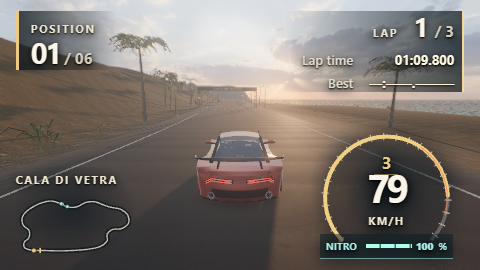 POSITION
01 / 06
LAP 1 / 3
Lap time 01:09.800
Best --:--.---
CALA DI VETRA
3
79
KM/H
NITRO 100 %